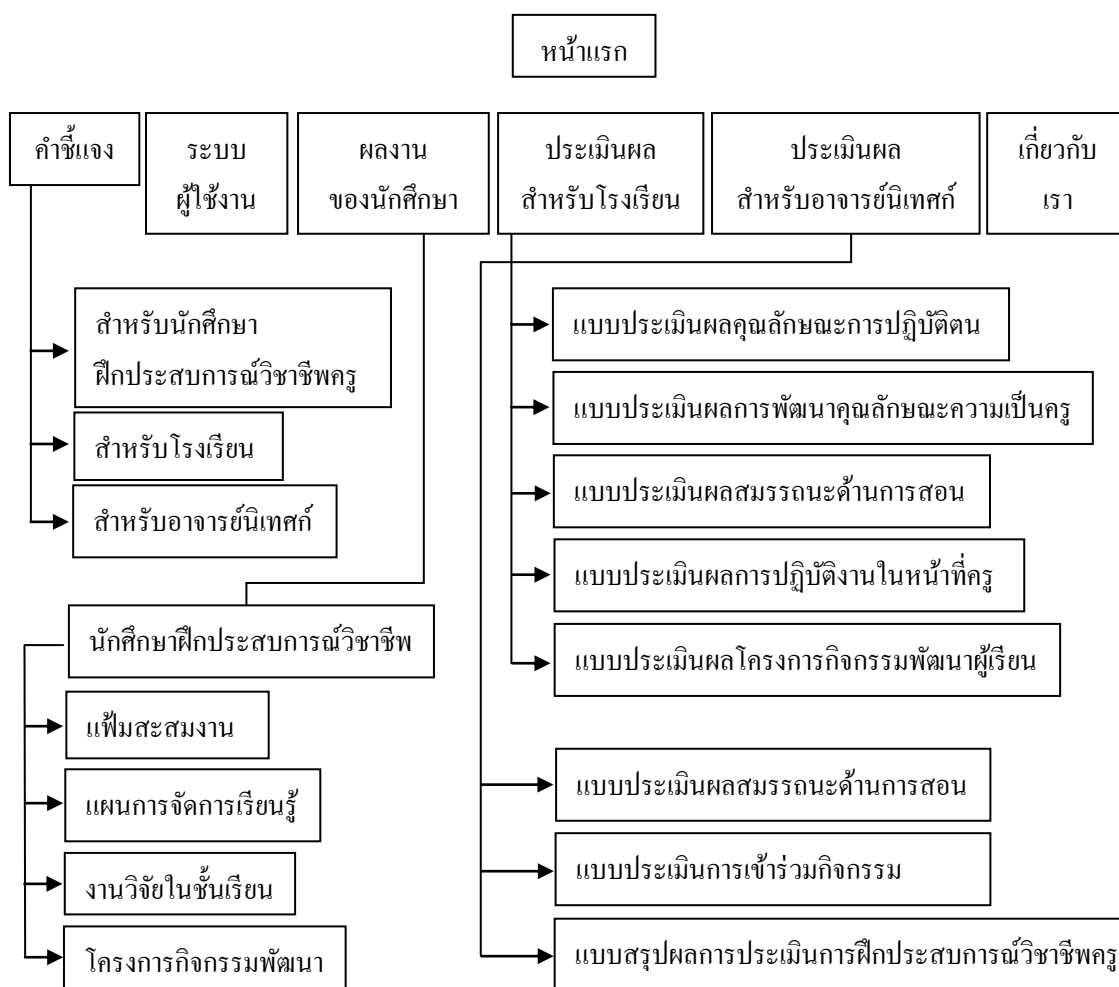 หน้าแรก
คำชี้แจง
ระบบ
ผู้ใช้งาน
ผลงาน
ของนักศึกษา
ประเมินผล
สำหรับโรงเรียน
ประเมินผล
สำหรับอาจารย์นิเทศก์
เกี่ยวกับ
เรา
สำหรับนักศึกษา
ฝึกประสบการณ์วิชาชีพครู
สำหรับโรงเรียน
สำหรับอาจารย์นิเทศก์
นักศึกษาฝึกประสบการณ์วิชาชีพ
แฟ้มสะสมงาน
แผนการจัดการเรียนรู้
งานวิจัยในชั้นเรียน
โครงการกิจกรรมพัฒนา
แบบประเมินผลคุณลักษณะการปฏิบัติตน
แบบประเมินผลการพัฒนาคุณลักษณะความเป็นครู
แบบประเมินผลสมรรถนะด้านการสอน
แบบประเมินผลการปฏิบัติงานในหน้าที่ครู
แบบประเมินผลโครงการกิจกรรมพัฒนาผู้เรียน
แบบประเมินผลสมรรถนะด้านการสอน
แบบประเมินการเข้าร่วมกิจกรรม
แบบสรุปผลการประเมินการฝึกประสบการณ์วิชาชีพครู